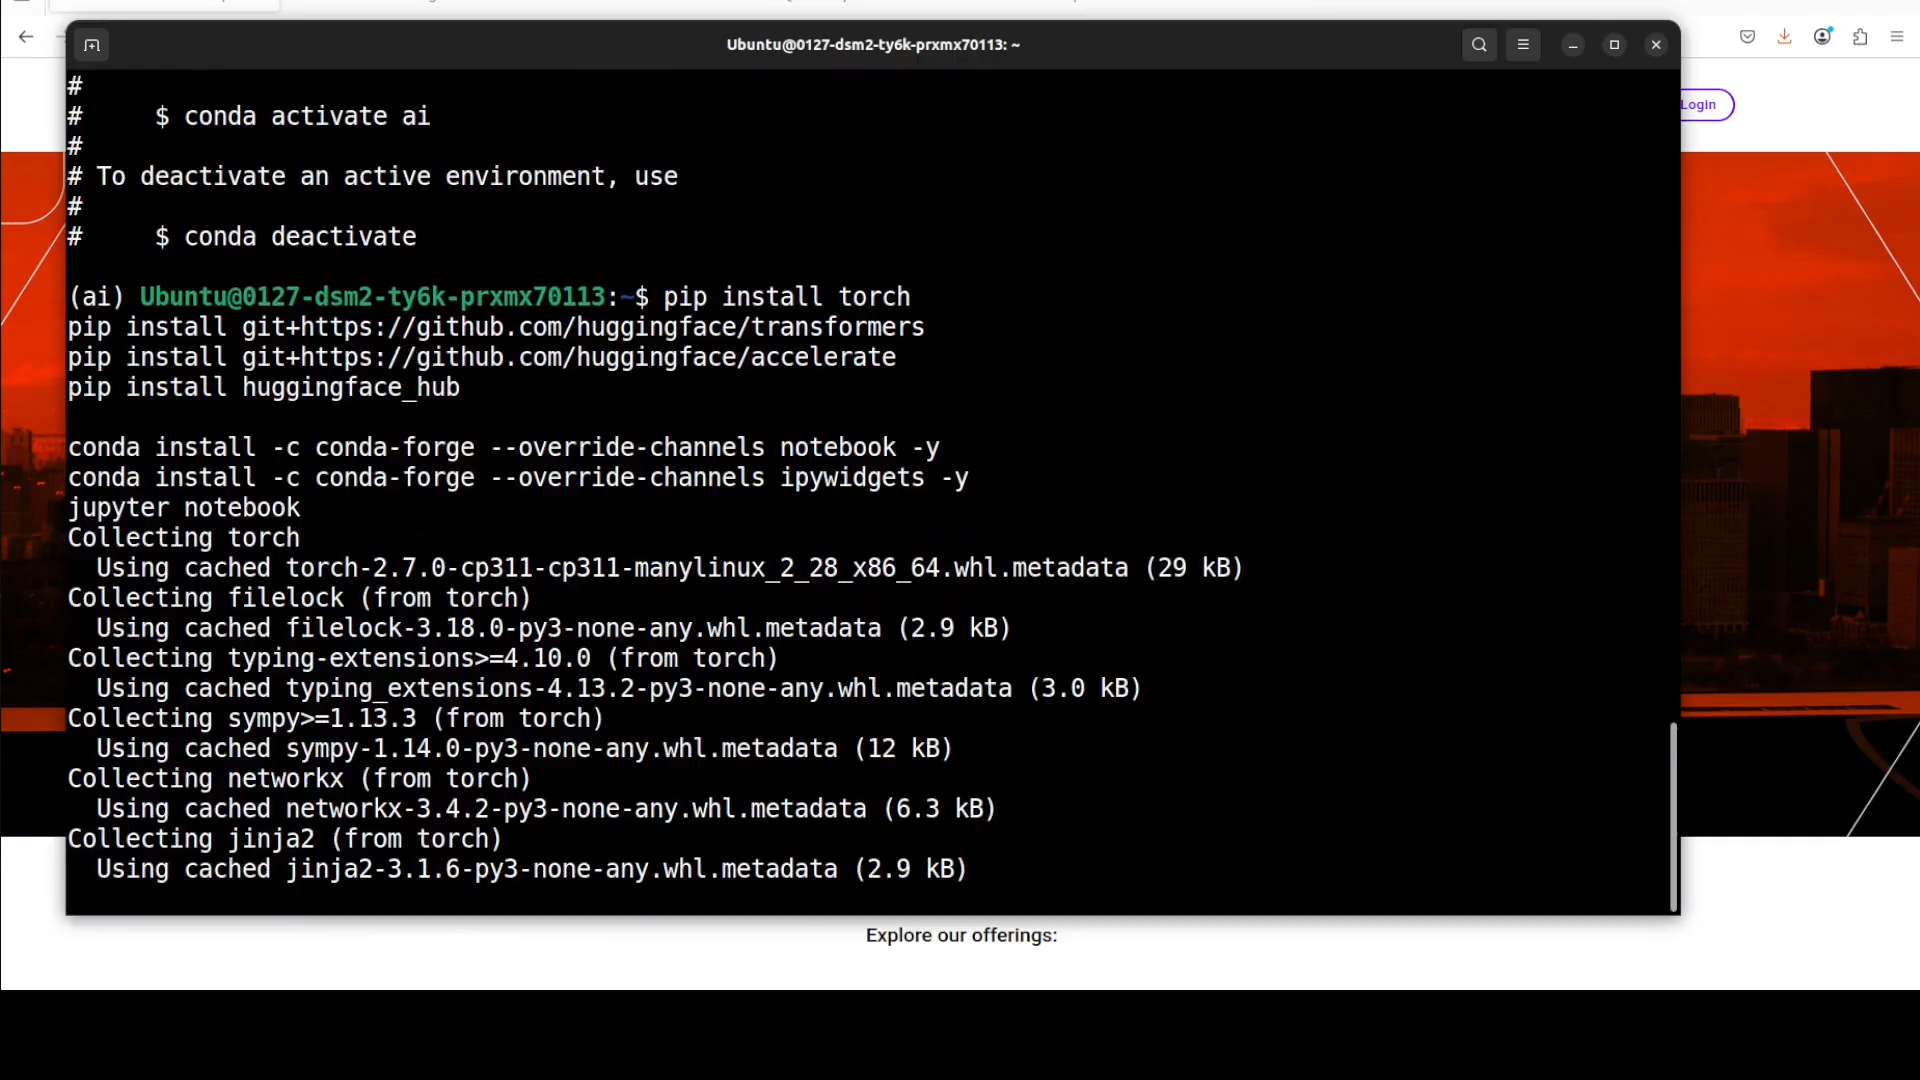 Ubuntu@0127-dsm2-ty6k-prxmx70113: ~
Login
#
#     $ conda activate ai
#
# To deactivate an active environment, use
#
#     $ conda deactivate
(ai) Ubuntu@0127-dsm2-ty6k-prxmx70113:~$ pip install torch
pip install git+https://github.com/huggingface/transformers
pip install git+https://github.com/huggingface/accelerate
pip install huggingface_hub
conda install -c conda-forge --override-channels notebook -y
conda install -c conda-forge --override-channels ipywidgets -y
jupyter notebook
Collecting torch
  Using cached torch-2.7.0-cp311-cp311-manylinux_2_28_x86_64.whl.metadata (29 kB)
Collecting filelock (from torch)
  Using cached filelock-3.18.0-py3-none-any.whl.metadata (2.9 kB)
Collecting typing-extensions>=4.10.0 (from torch)
  Using cached typing_extensions-4.13.2-py3-none-any.whl.metadata (3.0 kB)
Collecting sympy>=1.13.3 (from torch)
  Using cached sympy-1.14.0-py3-none-any.whl.metadata (12 kB)
Collecting networkx (from torch)
  Using cached networkx-3.4.2-py3-none-any.whl.metadata (6.3 kB)
Collecting jinja2 (from torch)
  Using cached jinja2-3.1.6-py3-none-any.whl.metadata (2.9 kB)
Explore our offerings: